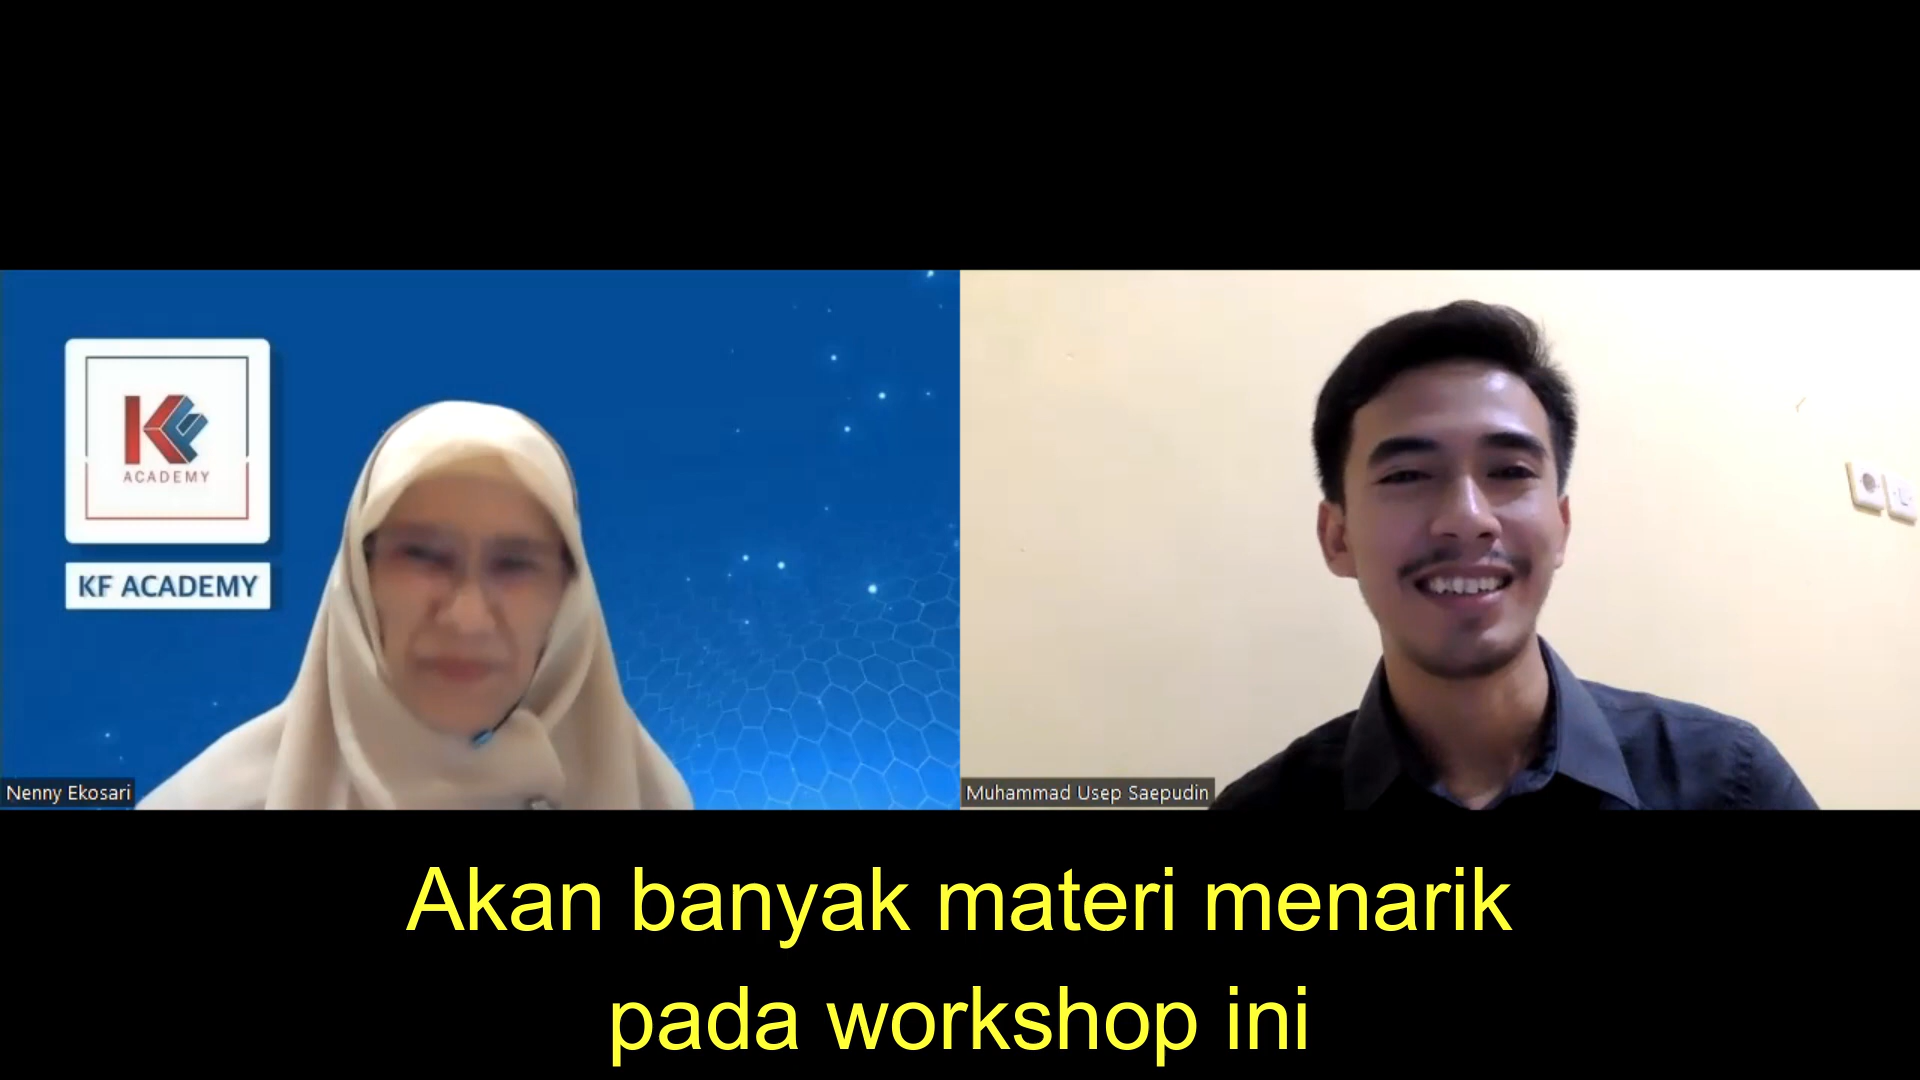 KF
ACADEMY
KF ACADEMY
Nenny Ekosari
Muhammad Usep Saepudin
Akan banyak materi menarik
pada workshop ini